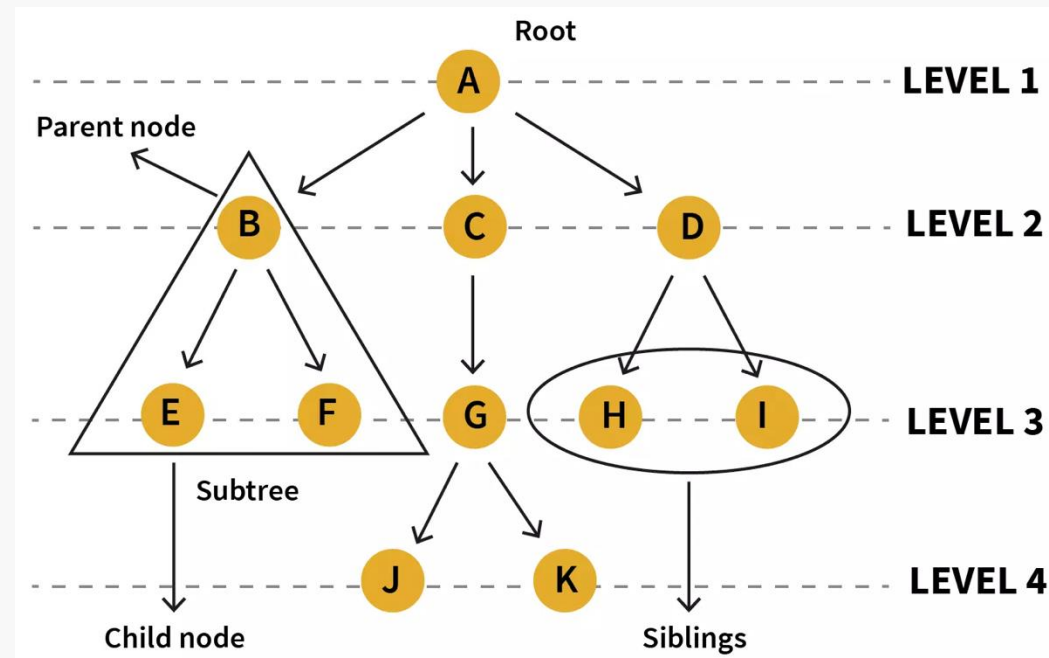 Root
A
LEVEL 1
Parent node
B
C
D
LEVEL 2
E
F
G
H
I
LEVEL 3
Subtree
J
K
LEVEL 4
Child node
Siblings